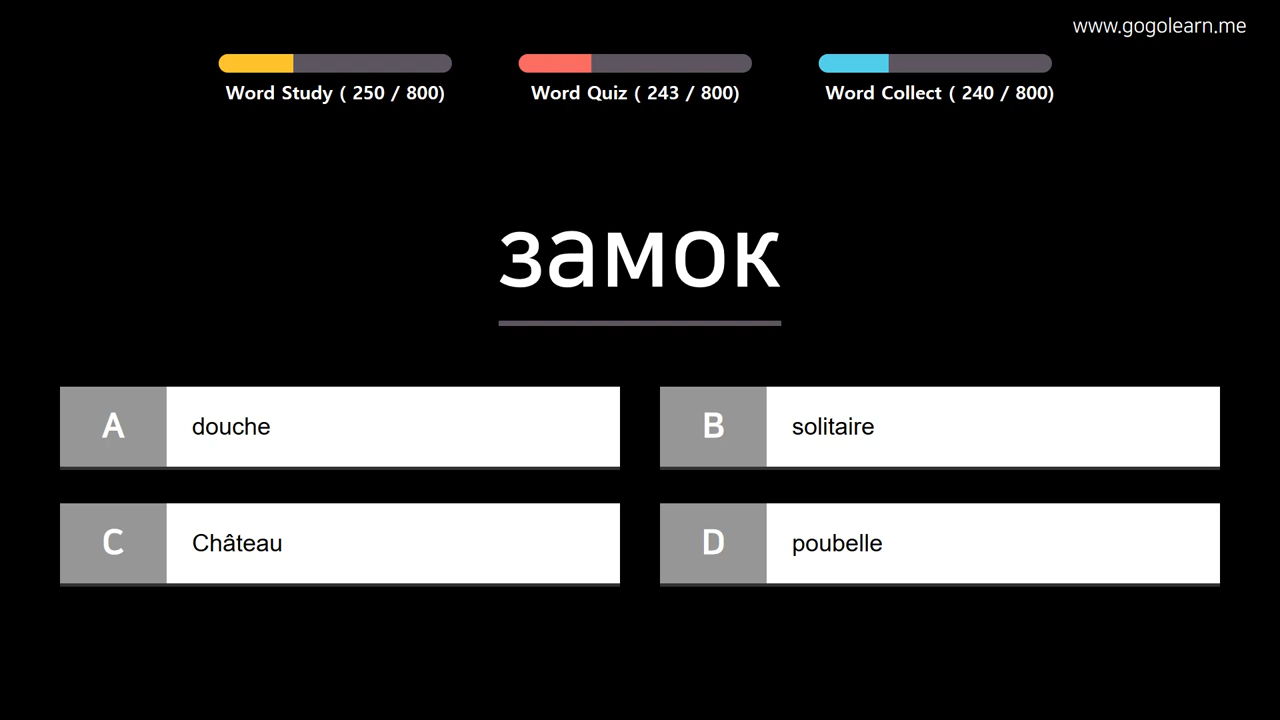 www.gogolearn.me
Word Study ( 250 / 800)
Word Quiz ( 243 / 800)
Word Collect ( 240 / 800)
замок
A douche
B solitaire
C Château
D poubelle